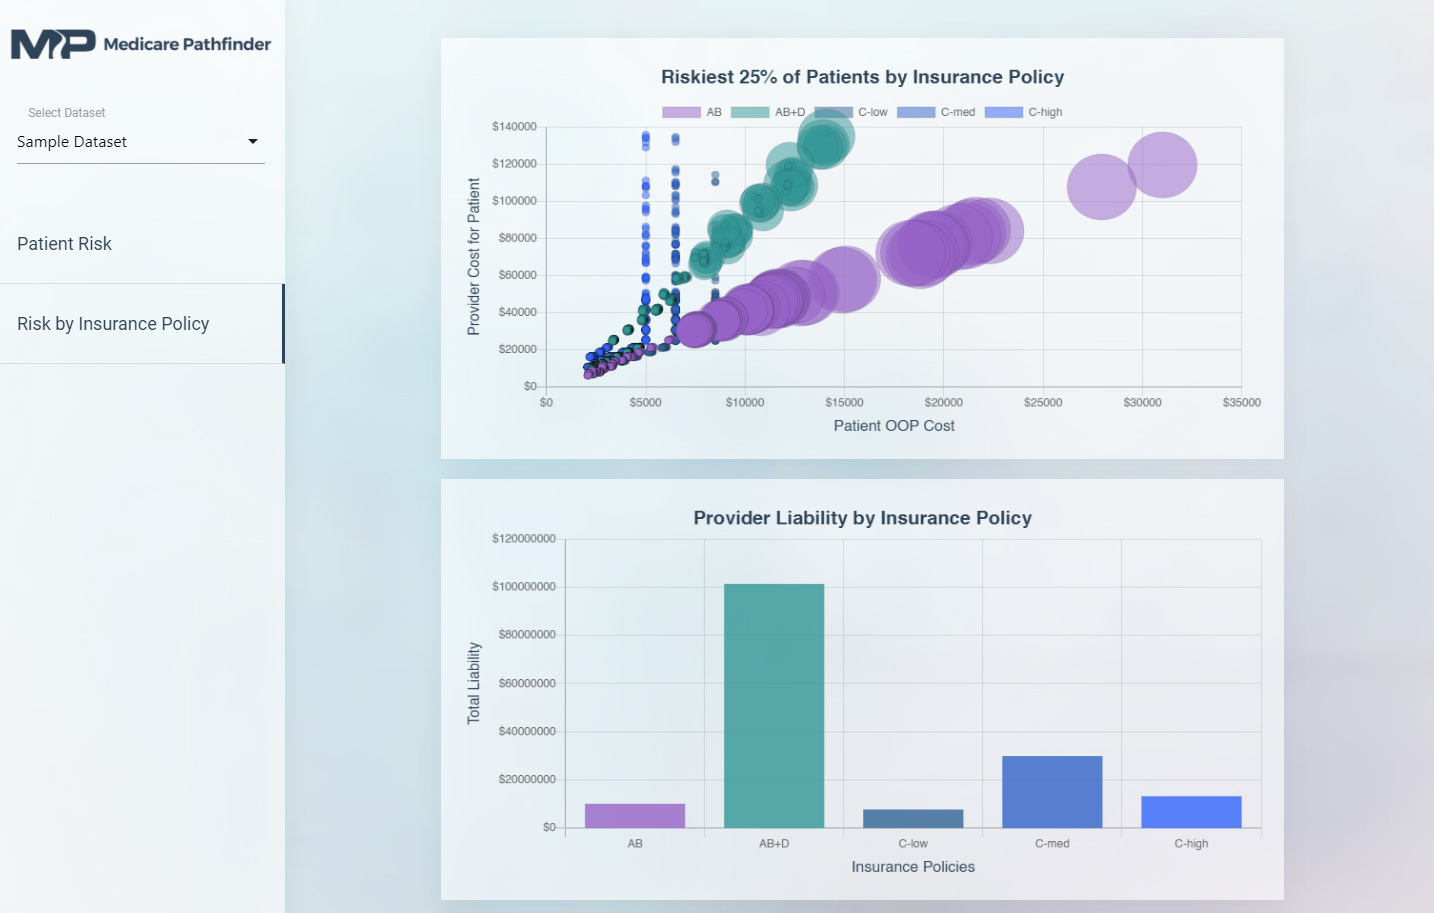 MP Medicare Pathfinder
Select Dataset
Sample Dataset
Patient Risk
Risk by Insurance Policy
Riskiest 25% of Patients by Insurance Policy
AB AB+D C-low C-med C-high
Provider Cost for Patient
$140000
$120000
$100000
$80000
$60000
$40000
$20000
$0
$0 $5000 $10000 $15000 $20000 $25000 $30000 $35000
Patient OOP Cost
Provider Liability by Insurance Policy
Total Liability
$120000000
$100000000
$80000000
$60000000
$40000000
$20000000
$0
AB AB+D C-low C-med C-high
Insurance Policies